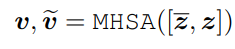 𝒗, 𝒗̃ = MHSA([𝒛̅, 𝒛])